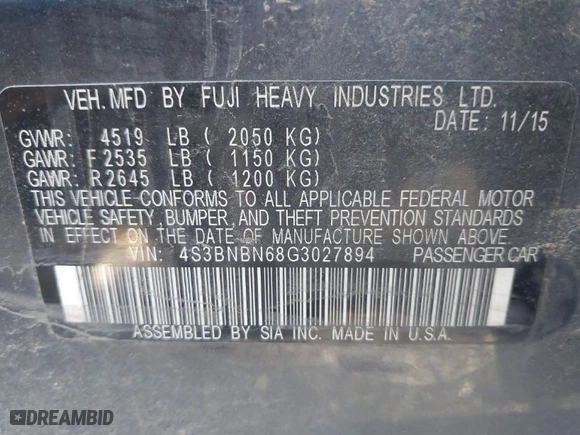 VEH. MFD BY FUJI HEAVY INDUSTRIES LTD.
DATE: 11/15
GVWR: 4519 LB ( 2050 KG)
GAWR: F 2535 LB ( 1150 KG)
GAWR: R 2645 LB ( 1200 KG)
THIS VEHICLE CONFORMS TO ALL APPLICABLE FEDERAL MOTOR
VEHICLE SAFETY, BUMPER, AND THEFT PREVENTION STANDARDS
IN EFFECT ON THE DATE OF MANUFACTURE SHOWN ABOVE.
VIN: 4S3BNBN68G3027894 PASSENGER CAR
ASSEMBLED BY SIA INC. MADE IN U.S.A.
DREAMBID